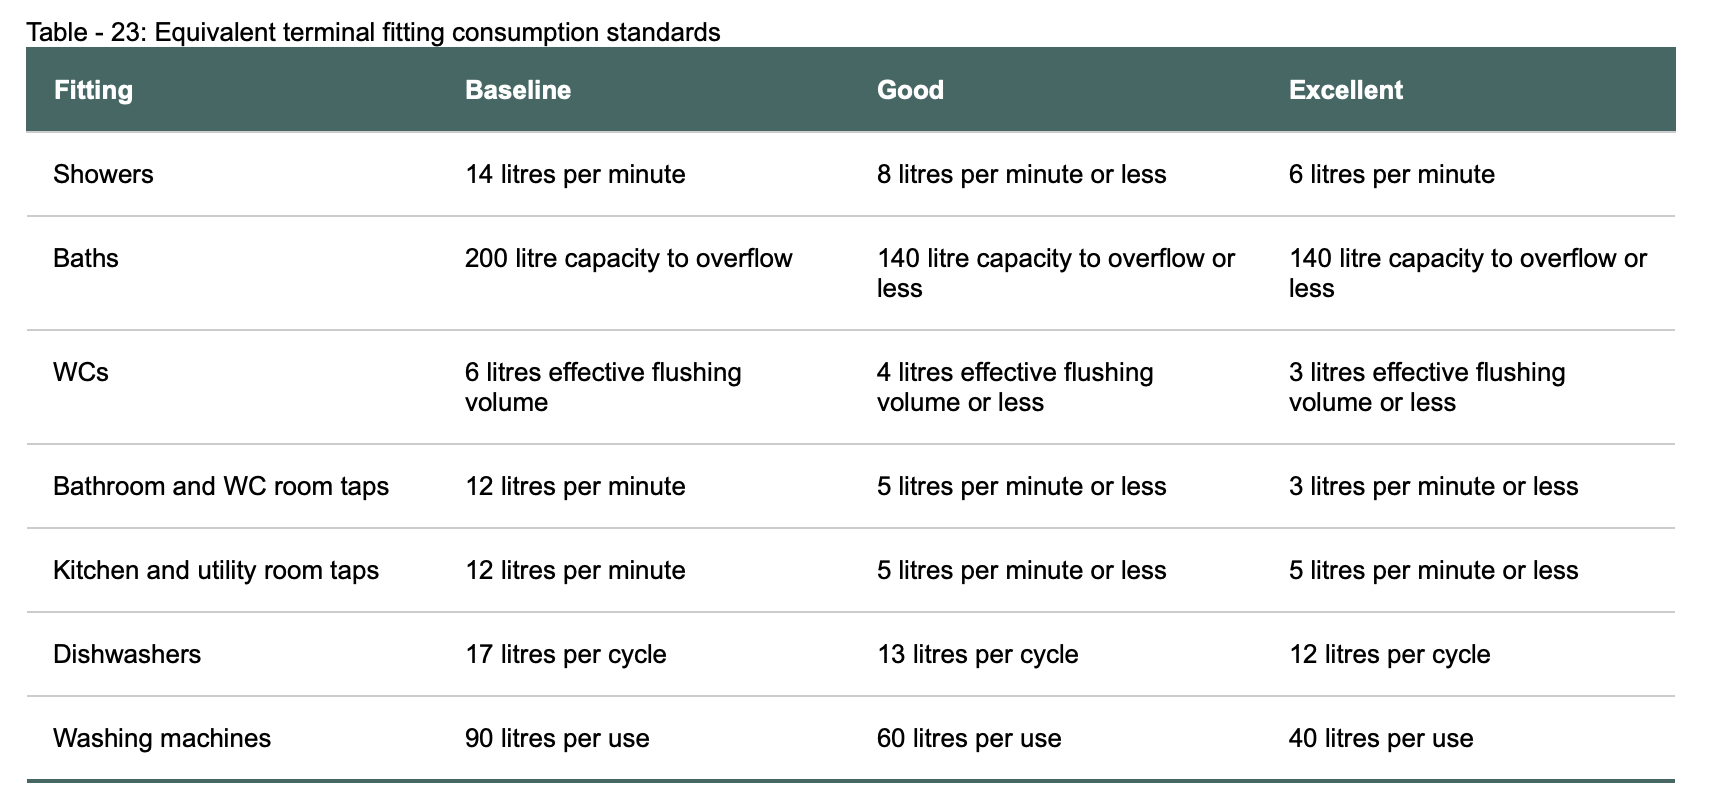 Table - 23: Equivalent terminal fitting consumption standards
Fitting Baseline Good Excellent
Showers 14 litres per minute 8 litres per minute or less 6 litres per minute
Baths 200 litre capacity to overflow 140 litre capacity to overflow or 140 litre capacity to overflow or
less less
WCs 6 litres effective flushing 4 litres effective flushing 3 litres effective flushing
volume volume or less volume or less
Bathroom and WC room taps 12 litres per minute 5 litres per minute or less 3 litres per minute or less
Kitchen and utility room taps 12 litres per minute 5 litres per minute or less 5 litres per minute or less
Dishwashers 17 litres per cycle 13 litres per cycle 12 litres per cycle
Washing machines 90 litres per use 60 litres per use 40 litres per use